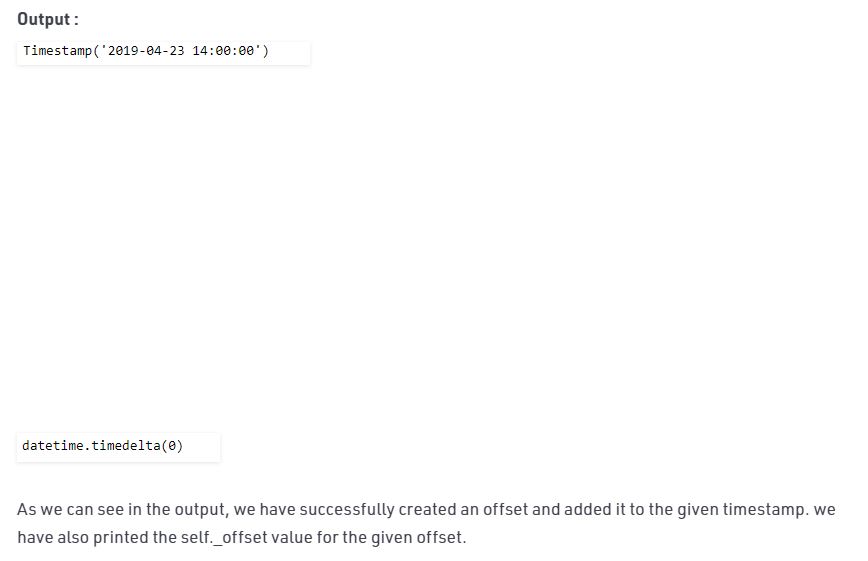 Output :
Timestamp('2019-04-23 14:00:00')
datetime.timedelta(0)
As we can see in the output, we have successfully created an offset and added it to the given timestamp. we
have also printed the self._offset value for the given offset.